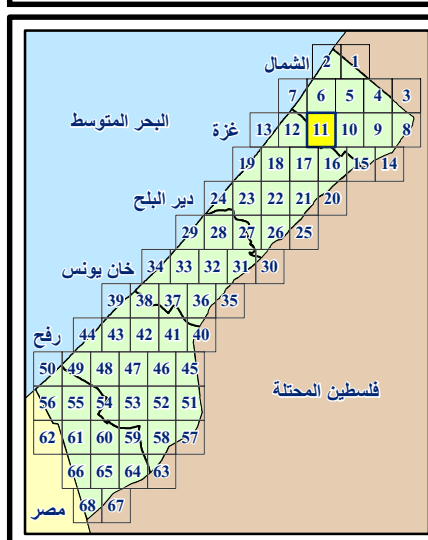 الشمال
2 1
7 6 5 4 3
البحر المتوسط
غزة
13 12 11 10 9 8
19 18 17 16 15 14
دير البلح
24 23 22 21 20
29 28 27 26 25
خان يونس
34 33 32 31 30
39 38 37 36 35
رفح
44 43 42 41 40
50 49 48 47 46 45
فلسطين المحتلة
56 55 54 53 52 51
62 61 60 59 58 57
66 65 64 63
مصر
68 67